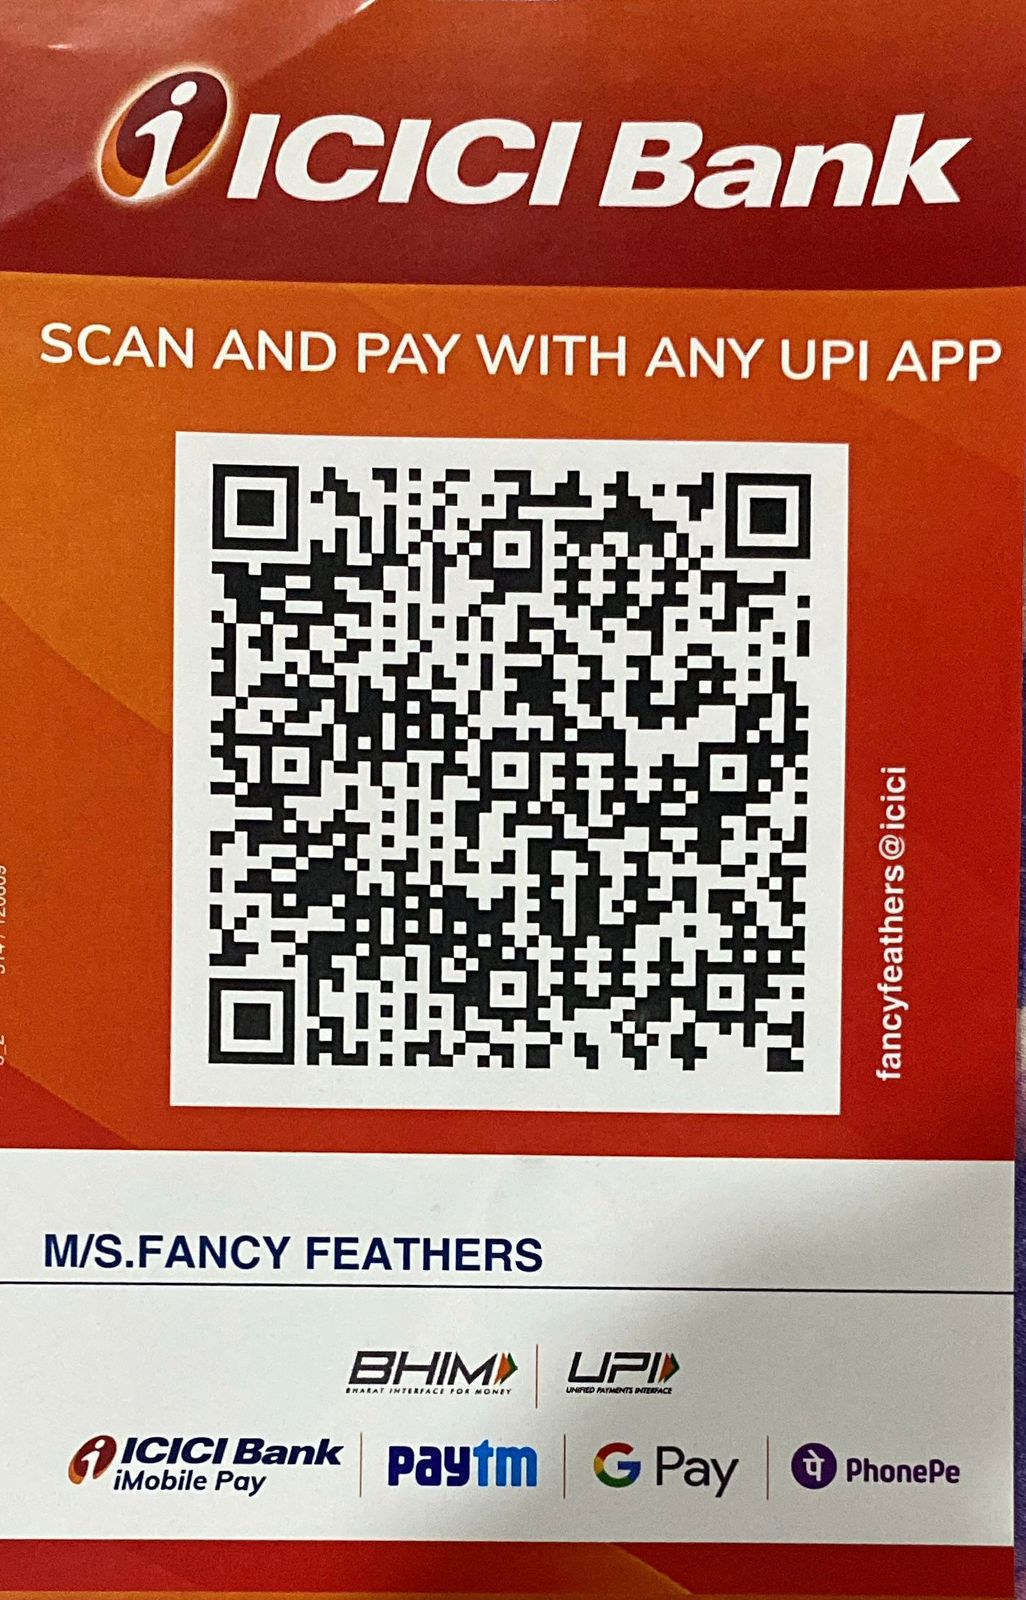 ICICI Bank
SCAN AND PAY WITH ANY UPI APP
fancyfeathers@icici
M/S.FANCY FEATHERS
BHIM UPI
BHARAT INTERFACE FOR MONEY UNIFIED PAYMENTS INTERFACE
ICICI Bank paytm G Pay PhonePe
iMobile Pay